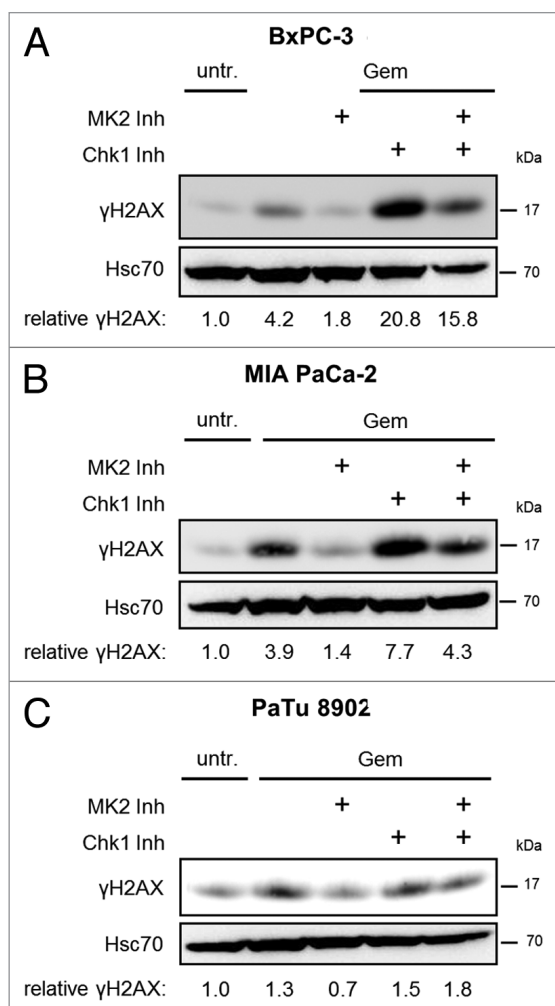 A
BxPC-3
untr. Gem
MK2 Inh + +
Chk1 Inh + + kDa
γH2AX 17
Hsc70 70
relative γH2AX: 1.0 4.2 1.8 20.8 15.8
B
MIA PaCa-2
untr. Gem
MK2 Inh + +
Chk1 Inh + + kDa
γH2AX 17
Hsc70 70
relative γH2AX: 1.0 3.9 1.4 7.7 4.3
C
PaTu 8902
untr. Gem
MK2 Inh + +
Chk1 Inh + + kDa
γH2AX 17
Hsc70 70
relative γH2AX: 1.0 1.3 0.7 1.5 1.8